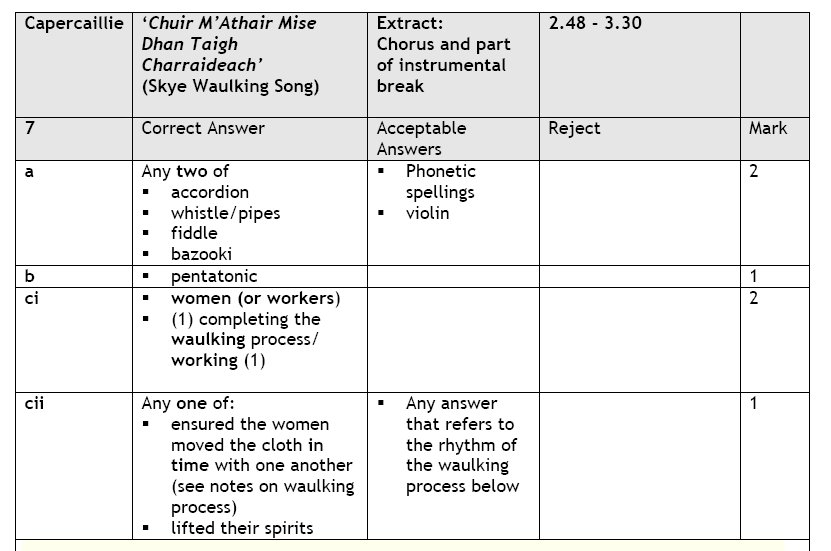 Capercaillie
‘Chuir M’Athair Mise
Dhan Taigh
Charraideach’
(Skye Waulking Song)
Extract:
Chorus and part
of instrumental
break
2.48 - 3.30
7
Correct Answer
Acceptable
Answers
Reject
Mark
a
Any two of
▪ accordion
▪ whistle/pipes
▪ fiddle
▪ bazooki
▪ Phonetic
spellings
▪ violin
2
b
▪ pentatonic
1
ci
▪ women (or workers)
▪ (1) completing the
waulking process/
working (1)
2
cii
Any one of:
▪ ensured the women
moved the cloth in
time with one another
(see notes on waulking
process)
▪ lifted their spirits
▪ Any answer
that refers to
the rhythm of
the waulking
process below
1